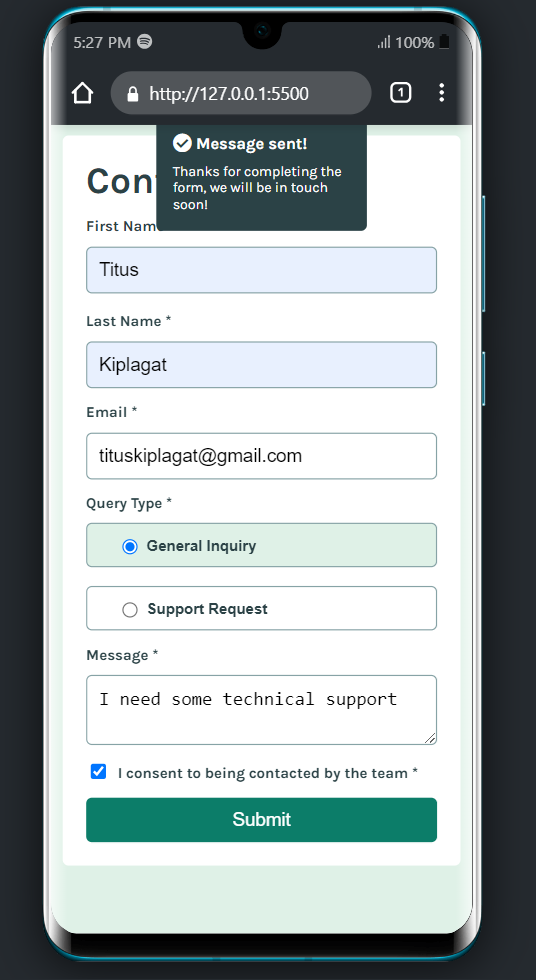 5:27 PM 100%
http://127.0.0.1:5500 1
Message sent!
Thanks for completing the
form, we will be in touch
soon!
Con
First Nam
Titus
Last Name *
Kiplagat
Email *
tituskiplagat@gmail.com
Query Type *
General Inquiry
Support Request
Message *
I need some technical support
I consent to being contacted by the team *
Submit